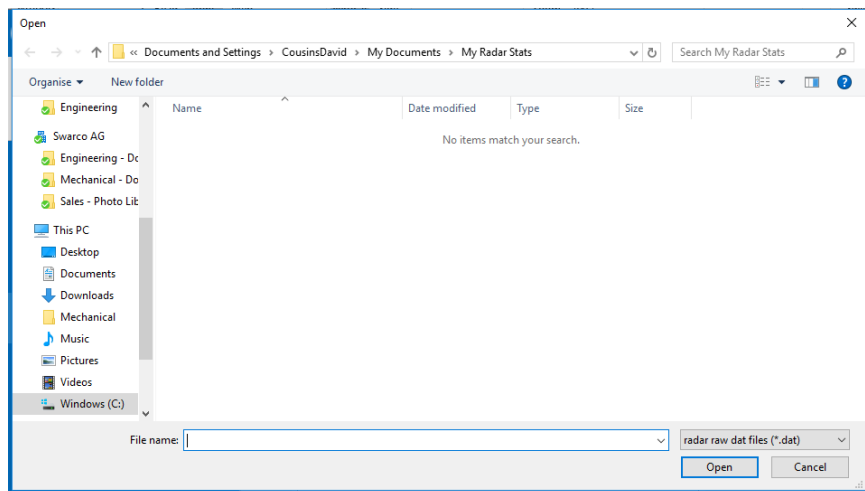 Open
« Documents and Settings › CousinsDavid › My Documents › My Radar Stats
Search My Radar Stats
Organise New folder
?
Name Date modified Type Size
No items match your search.
Engineering
Swarco AG
Engineering - Do
Mechanical - Do
Sales - Photo Lib
This PC
Desktop
Documents
Downloads
Mechanical
Music
Pictures
Videos
Windows (C:)
File name:
radar raw dat files (*.dat)
Open Cancel